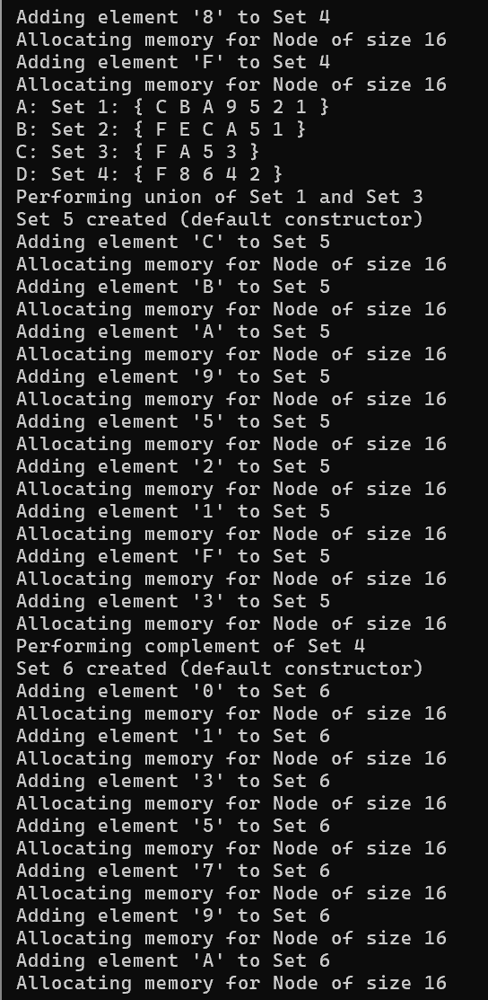 Adding element '8' to Set 4
Allocating memory for Node of size 16
Adding element 'F' to Set 4
Allocating memory for Node of size 16
A: Set 1: { C B A 9 5 2 1 }
B: Set 2: { F E C A 5 1 }
C: Set 3: { F A 5 3 }
D: Set 4: { F 8 6 4 2 }
Performing union of Set 1 and Set 3
Set 5 created (default constructor)
Adding element 'C' to Set 5
Allocating memory for Node of size 16
Adding element 'B' to Set 5
Allocating memory for Node of size 16
Adding element 'A' to Set 5
Allocating memory for Node of size 16
Adding element '9' to Set 5
Allocating memory for Node of size 16
Adding element '5' to Set 5
Allocating memory for Node of size 16
Adding element '2' to Set 5
Allocating memory for Node of size 16
Adding element '1' to Set 5
Allocating memory for Node of size 16
Adding element 'F' to Set 5
Allocating memory for Node of size 16
Adding element '3' to Set 5
Allocating memory for Node of size 16
Performing complement of Set 4
Set 6 created (default constructor)
Adding element '0' to Set 6
Allocating memory for Node of size 16
Adding element '1' to Set 6
Allocating memory for Node of size 16
Adding element '3' to Set 6
Allocating memory for Node of size 16
Adding element '5' to Set 6
Allocating memory for Node of size 16
Adding element '7' to Set 6
Allocating memory for Node of size 16
Adding element '9' to Set 6
Allocating memory for Node of size 16
Adding element 'A' to Set 6
Allocating memory for Node of size 16